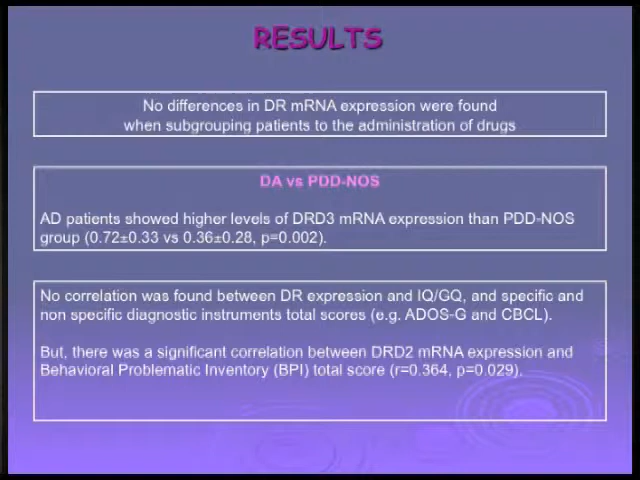 RESULTS
No differences in DR mRNA expression were found
when subgrouping patients to the administration of drugs
DA vs PDD-NOS
AD patients showed higher levels of DRD3 mRNA expression than PDD-NOS
group (0.72±0.33 vs 0.36±0.28, p=0.002).
No correlation was found between DR expression and IQ/GQ, and specific and
non specific diagnostic instruments total scores (e.g. ADOS-G and CBCL).
But, there was a significant correlation between DRD2 mRNA expression and
Behavioral Problematic Inventory (BPI) total score (r=0.364, p=0.029).